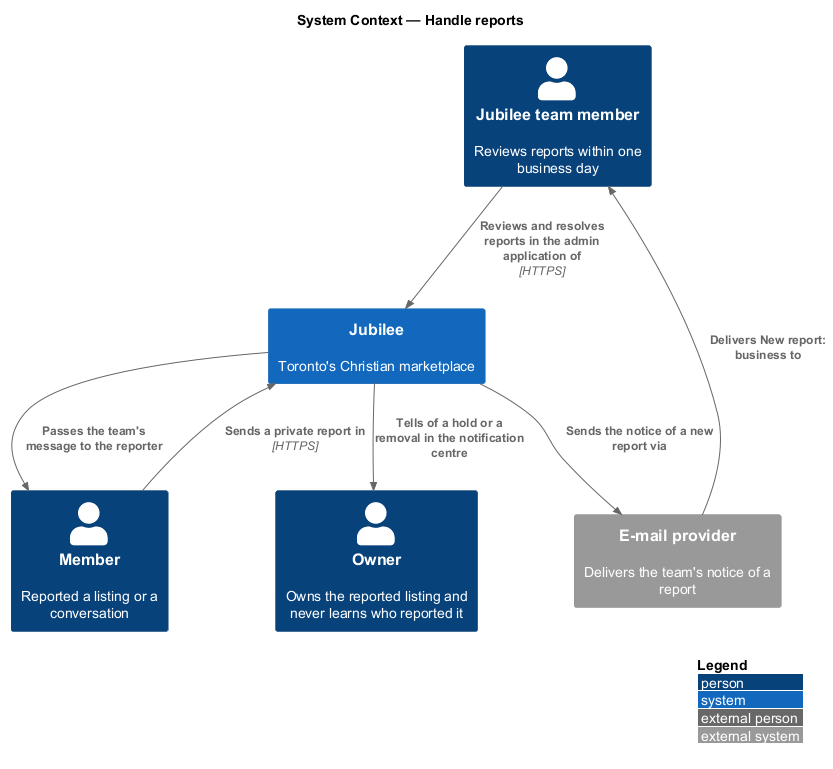 System Context — Handle reports
Jubilee team member
Reviews reports within one
business day
Reviews and resolves
reports in the admin
application of
[HTTPS]
Delivers New report:
business to
Jubilee
Toronto's Christian marketplace
Passes the team's
message to the reporter
Sends a private report in
[HTTPS]
Tells of a hold or a
removal in the notification
centre
Sends the notice of a new
report via
Member
Reported a listing or a
conversation
Owner
Owns the reported listing and
never learns who reported it
E-mail provider
Delivers the team's notice of a
report
Legend
person
system
external person
external system